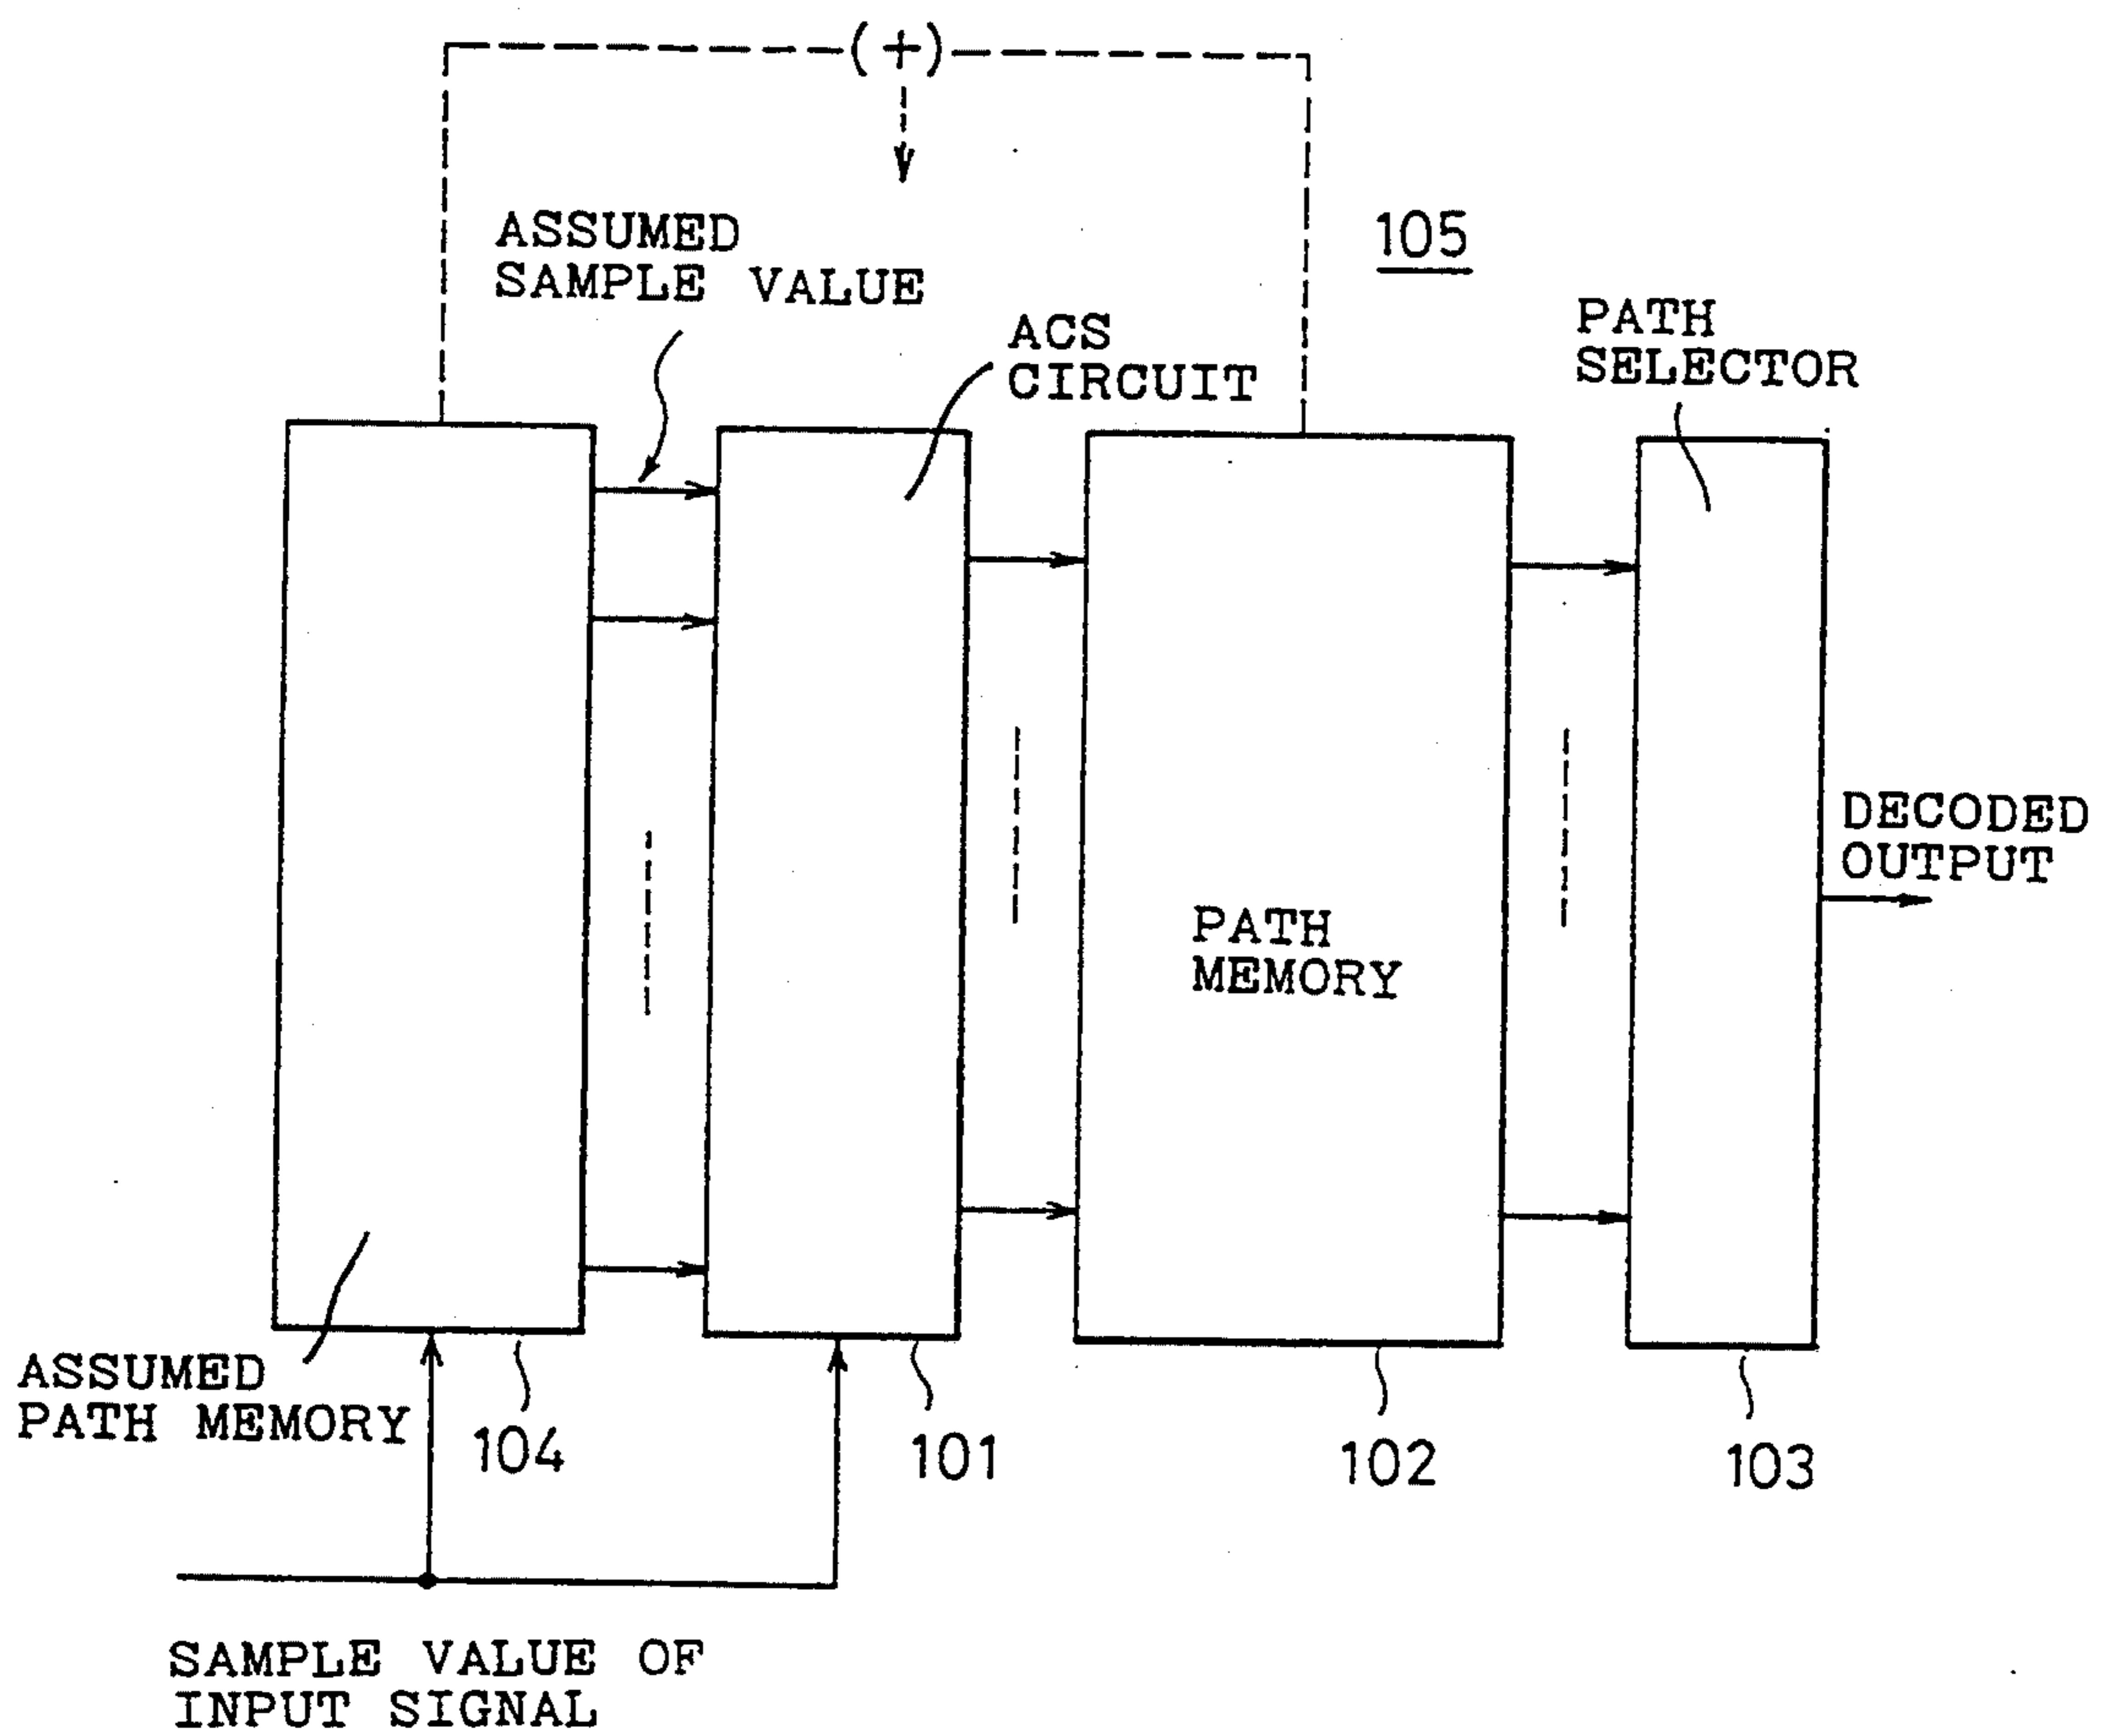 (+)
ASSUMED
SAMPLE VALUE
105
ACS
CIRCUIT
PATH
SELECTOR
DECODED
OUTPUT
PATH
MEMORY
ASSUMED
PATH MEMORY
104
101
102
103
SAMPLE VALUE OF
INPUT SIGNAL